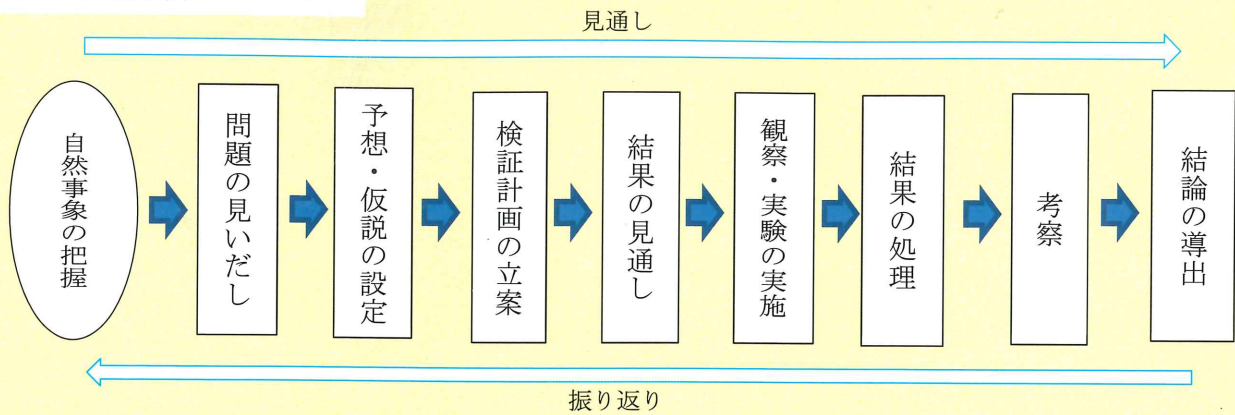 見通し
自然事象の把握
問題の見いだし
予想・仮説の設定
検証計画の立案
結果の見通し
観察・実験の実施
結果の処理
考察
結論の導出
振り返り